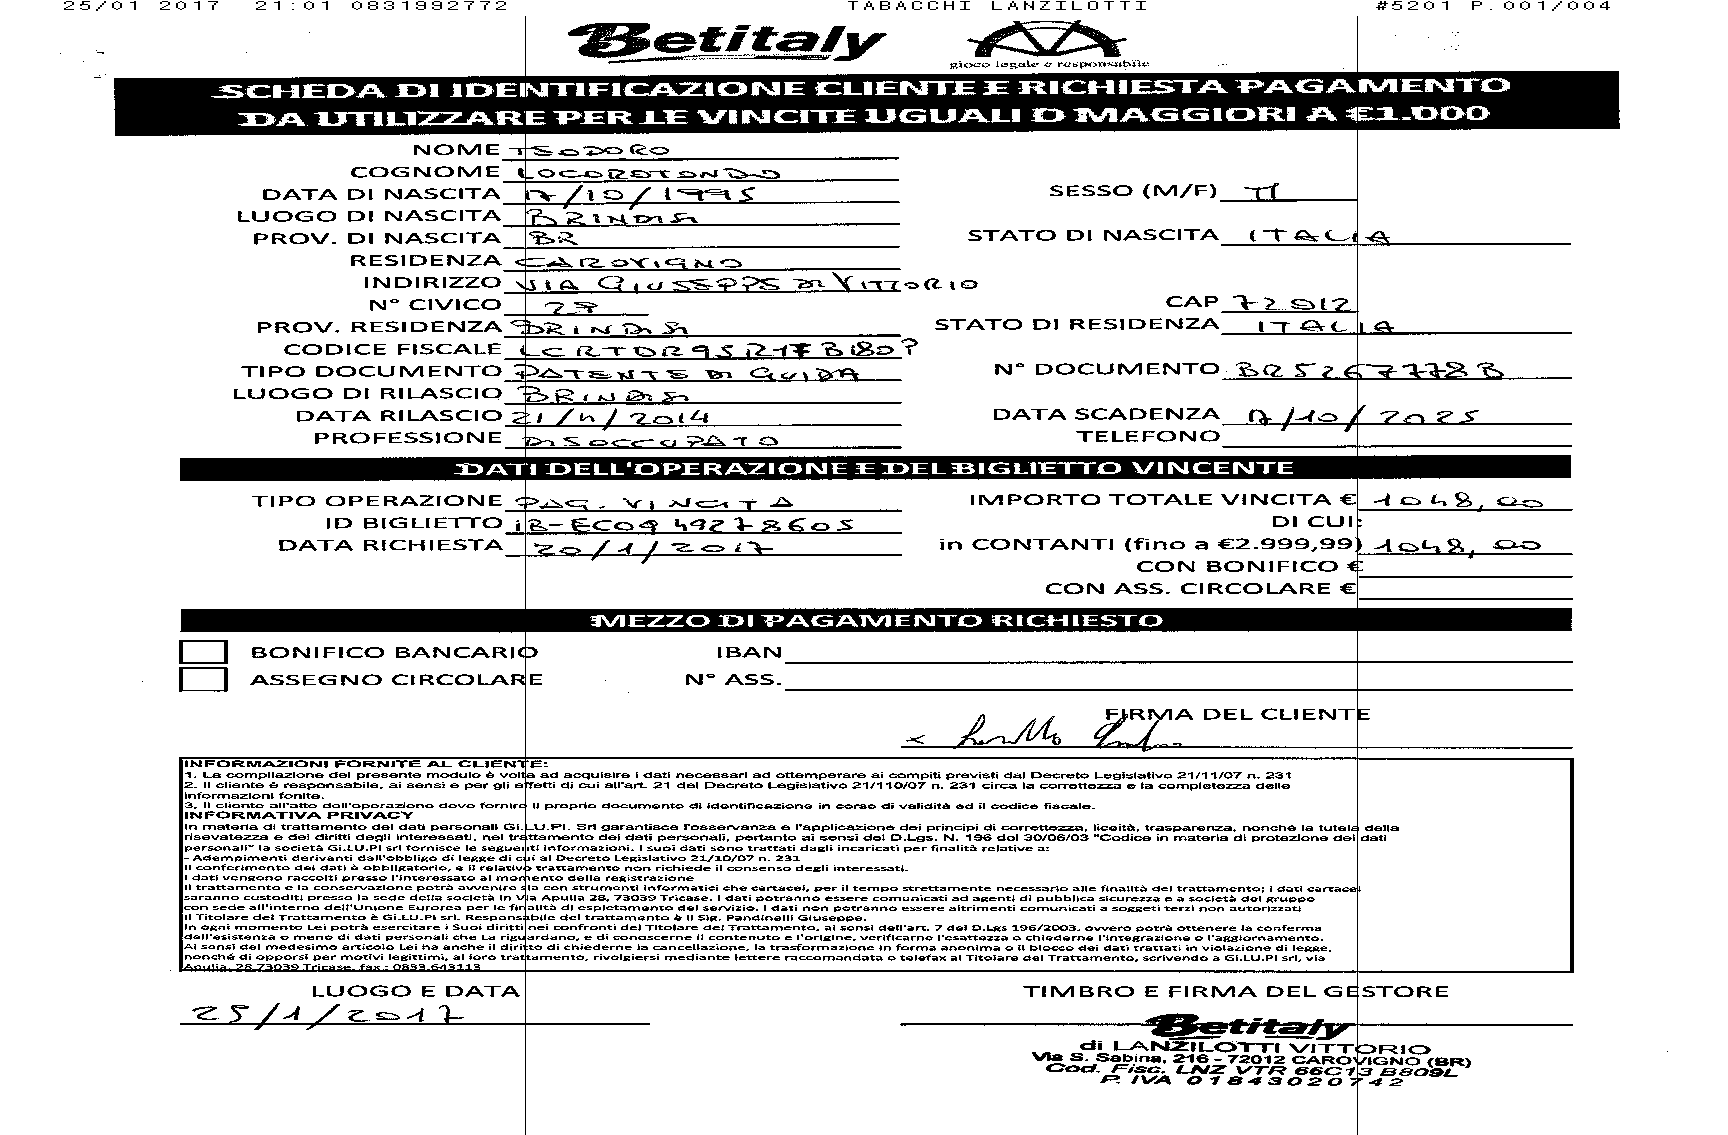 25/01 2017 21:01 0831992772 TABACCHI LANZILOTTI #5201 P.001/004
Betitaly
gioco legale e responsabile
SCHEDA DI IDENTIFICAZIONE CLIENTE E RICHIESTA PAGAMENTO
DA UTILIZZARE PER LE VINCITE UGUALI O MAGGIORI A €1.000
NOME TEODORO
COGNOME LOCOROTONDO
DATA DI NASCITA 17/10/1995 SESSO (M/F) M
LUOGO DI NASCITA BRINDISI
PROV. DI NASCITA BR STATO DI NASCITA ITALIA
RESIDENZA CAROVIGNO
INDIRIZZO VIA GIUSEPPE DI VITTORIO
N° CIVICO CAP 72012
PROV. RESIDENZA BRINDISI STATO DI RESIDENZA ITALIA
CODICE FISCALE
TIPO DOCUMENTO PATENTE DI GUIDA N° DOCUMENTO
LUOGO DI RILASCIO BRINDISI
DATA RILASCIO DATA SCADENZA 17/10/2025
PROFESSIONE DISOCCUPATO TELEFONO
DATI DELL'OPERAZIONE E DEL BIGLIETTO VINCENTE
TIPO OPERAZIONE PAG. VINCITA IMPORTO TOTALE VINCITA € 1048,00
ID BIGLIETTO DI CUI:
DATA RICHIESTA 20/1/2017 in CONTANTI (fino a €2.999,99) 1048,00
CON BONIFICO €
CON ASS. CIRCOLARE €
MEZZO DI PAGAMENTO RICHIESTO
BONIFICO BANCARIO IBAN
ASSEGNO CIRCOLARE N° ASS.
FIRMA DEL CLIENTE
INFORMAZIONI FORNITE AL CLIENTE:
1. La compilazione del presente modulo è volta ad acquisire i dati necessari ad ottemperare ai compiti previsti dal Decreto Legislativo 21/11/07 n. 231
2. Il cliente è responsabile, ai sensi e per gli effetti di cui all'art. 21 del Decreto Legislativo 21/110/07 n. 231 circa la correttezza e la completezza delle
informazioni fonite.
3. Il cliente all'atto dell'operazione deve fornire il proprio documento di identificazione in corso di validità ed il codice fiscale.
INFORMATIVA PRIVACY
In materia di trattamento dei dati personali Gi.LU.PI. Srl garantisce l'osservanza e l'applicazione dei principi di correttezza, liceità, trasparenza, nonché la tutela della
riservatezza e dei diritti degli interessati, nel trattamento dei dati personali, pertanto ai sensi del D.Lgs. N. 196 del 30/06/03 "Codice in materia di protezione dei dati
personali" la società Gi.LU.PI srl fornisce le seguenti informazioni. I suoi dati sono trattati dagli incaricati per finalità relative a:
- Adempimenti derivanti dall'obbligo di legge di cui al Decreto Legislativo 21/10/07 n. 231
Il conferimento dei dati è obbligatorio, e il relativo trattamento non richiede il consenso degli interessati.
I dati vengono raccolti presso l'interessato al momento della registrazione
Il trattamento e la conservazione potrà avvenire sia con strumenti informatici che cartacei, per il tempo strettamente necessario alle finalità del trattamento; i dati cartacei
saranno custoditi presso la sede della società in Via Apulia 28, 73039 Tricase. I dati potranno essere comunicati ad agenti di pubblica sicurezza e a società del gruppo
con sede all'interno dell'Unione Eurorea per le finalità di espletamento del servizio. I dati non potranno essere altrimenti comunicati a soggeti terzi non autorizzati
Il Titolare del Trattamento è Gi.LU.PI srl. Responsabile del trattamento è il Sig. Pandinelli Giuseppe.
In ogni momento Lei potrà esercitare i Suoi diritti nei confronti del Titolare del Trattamento, ai sensi dell'art. 7 del D.Lgs 196/2003, ovvero potrà ottenere la conferma
dell'esistenza o meno di dati personali che La riguardano, e di conoscerne il contenuto e l'origine, verificarne l'esattezza o chiederne l'integrazione o l'aggiornamento.
Ai sensi del medesimo articolo Lei ha anche il diritto di chiederne la cancellazione, la trasformazione in forma anonima o il blocco dei dati trattati in violazione di legge,
nonché di opporsi per motivi legittimi, al loro trattamento, rivolgiersi mediante lettere raccomandata o telefax al Titolare del Trattamento, scrivendo a Gi.LU.PI srl, via
Apulia, 28 73039 Tricase, fax.: 0833.643113
LUOGO E DATA TIMBRO E FIRMA DEL GESTORE
25/1/2017
Betitaly
di LANZILOTTI VITTORIO
Via S. Sabina, 216 - 72012 CAROVIGNO (BR)
Cod. Fisc. LNZ VTR 66C13 B809L
P. IVA 01843020742